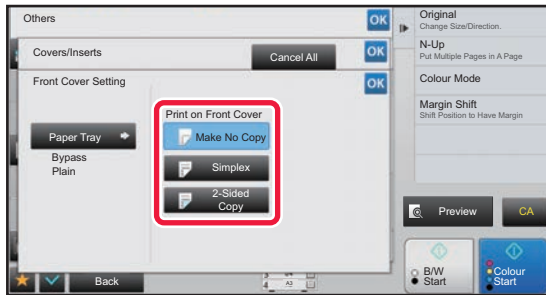 Others
OK
Covers/Inserts
Cancel All
OK
Front Cover Setting
OK
Print on Front Cover
Paper Tray
Make No Copy
Bypass
Plain
Simplex
2-Sided
Copy
Back
3
4
A3
Original
Change Size/Direction.
N-Up
Put Multiple Pages in A Page
Colour Mode
Margin Shift
Shift Position to Have Margin
Preview
CA
B/W
Start
Colour
Start